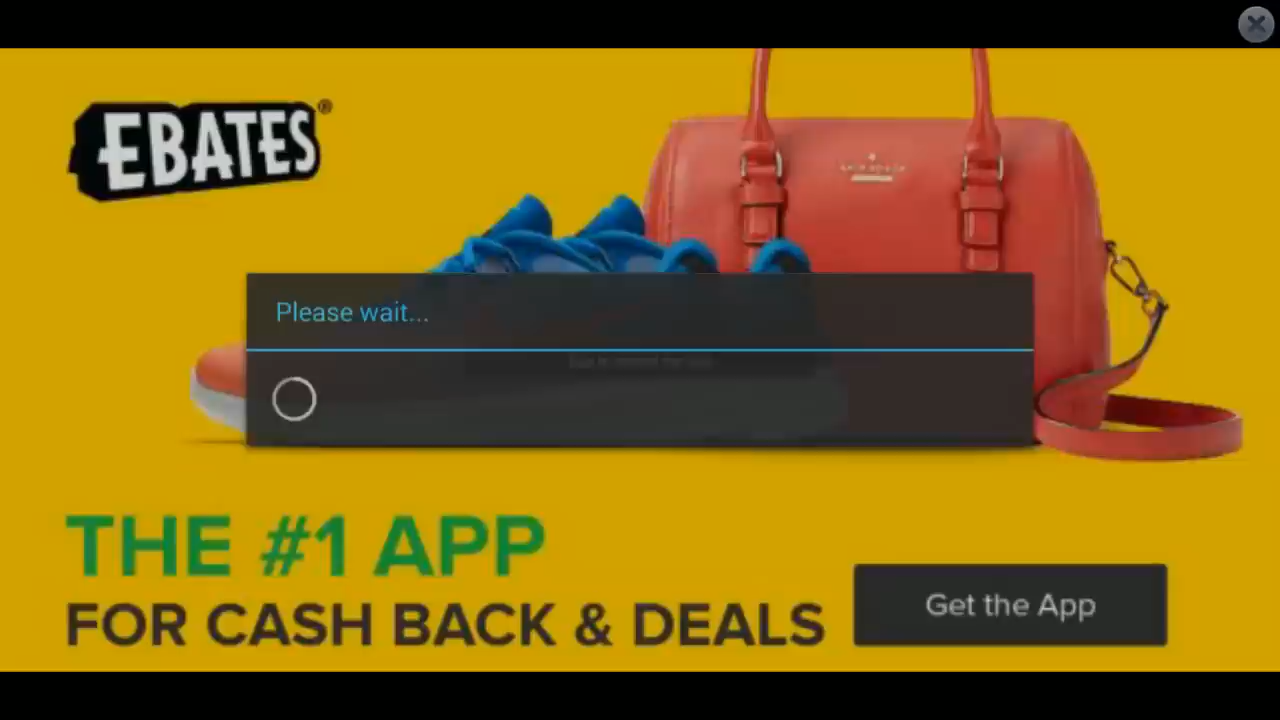 EBATES®
Please wait...
THE #1 APP
FOR CASH BACK & DEALS
Get the App